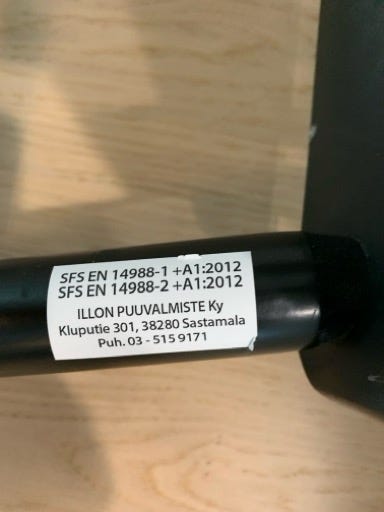 SFS EN 14988-1 +A1:2012
SFS EN 14988-2 +A1:2012
ILLON PUUVALMISTE Ky
Kluputie 301, 38280 Sastamala
Puh. 03 - 515 9171